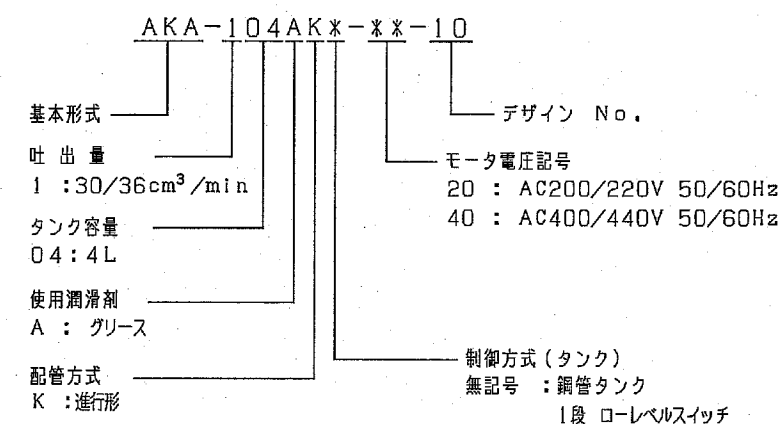 AKA-104AK*-**-10
基本形式
デザイン No.
吐出量
1 :30/36cm³/min
モータ電圧記号
20 : AC200/220V 50/60Hz
40 : AC400/440V 50/60Hz
タンク容量
04:4L
使用潤滑剤
A : グリース
配管方式
K :進行形
制御方式(タンク)
無記号 :鋼管タンク
1段 ローレベルスイッチ